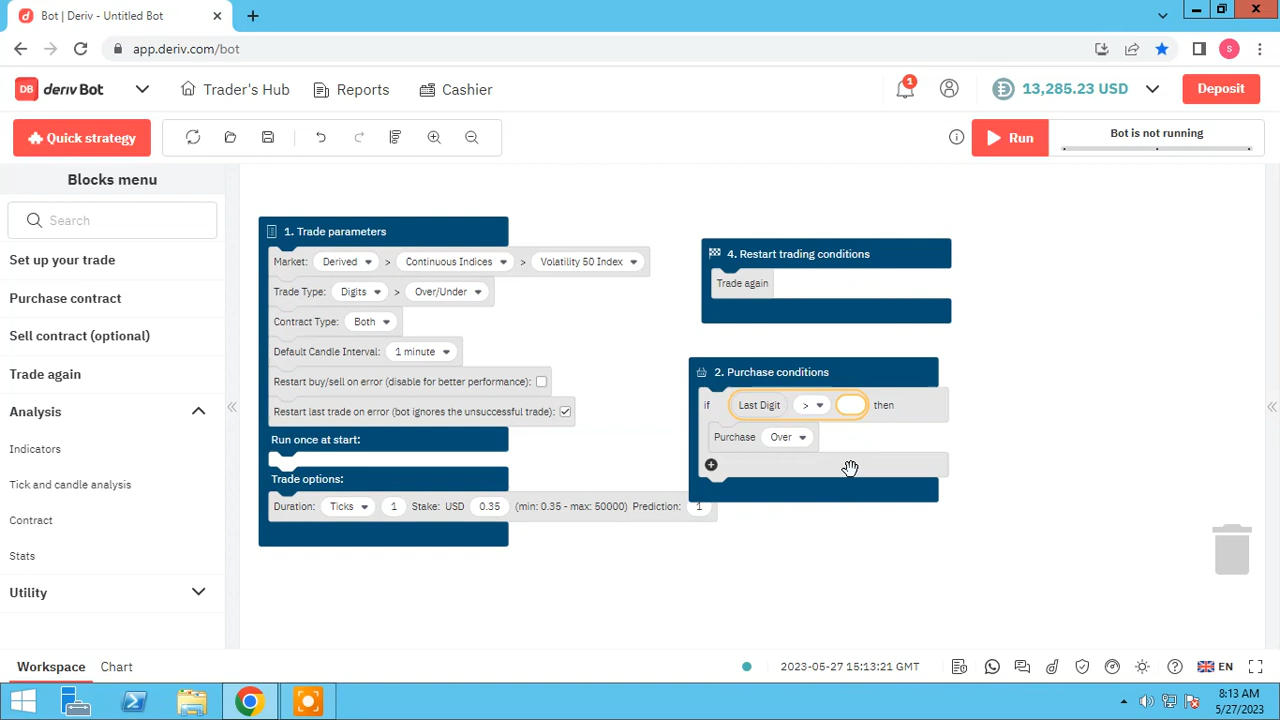 Bot | Deriv - Untitled Bot
app.deriv.com/bot
S
DB deriv Bot
Trader's Hub
Reports
Cashier
1
13,285.23 USD
Deposit
Quick strategy
Run
Bot is not running
Blocks menu
Search
Set up your trade
Purchase contract
Sell contract (optional)
Trade again
Analysis
Indicators
Tick and candle analysis
Contract
Stats
Utility
1. Trade parameters
Market: Derived > Continuous Indices > Volatility 50 Index
Trade Type: Digits > Over/Under
Contract Type: Both
Default Candle Interval: 1 minute
Restart buy/sell on error (disable for better performance):
Restart last trade on error (bot ignores the unsuccessful trade):
Run once at start:
Trade options:
Duration: Ticks 1 Stake: USD 0.35 (min: 0.35 - max: 50000) Prediction: 1
4. Restart trading conditions
Trade again
2. Purchase conditions
if Last Digit > then
Purchase Over
Workspace
Chart
2023-05-27 15:13:21 GMT
EN
8:13 AM
5/27/2023